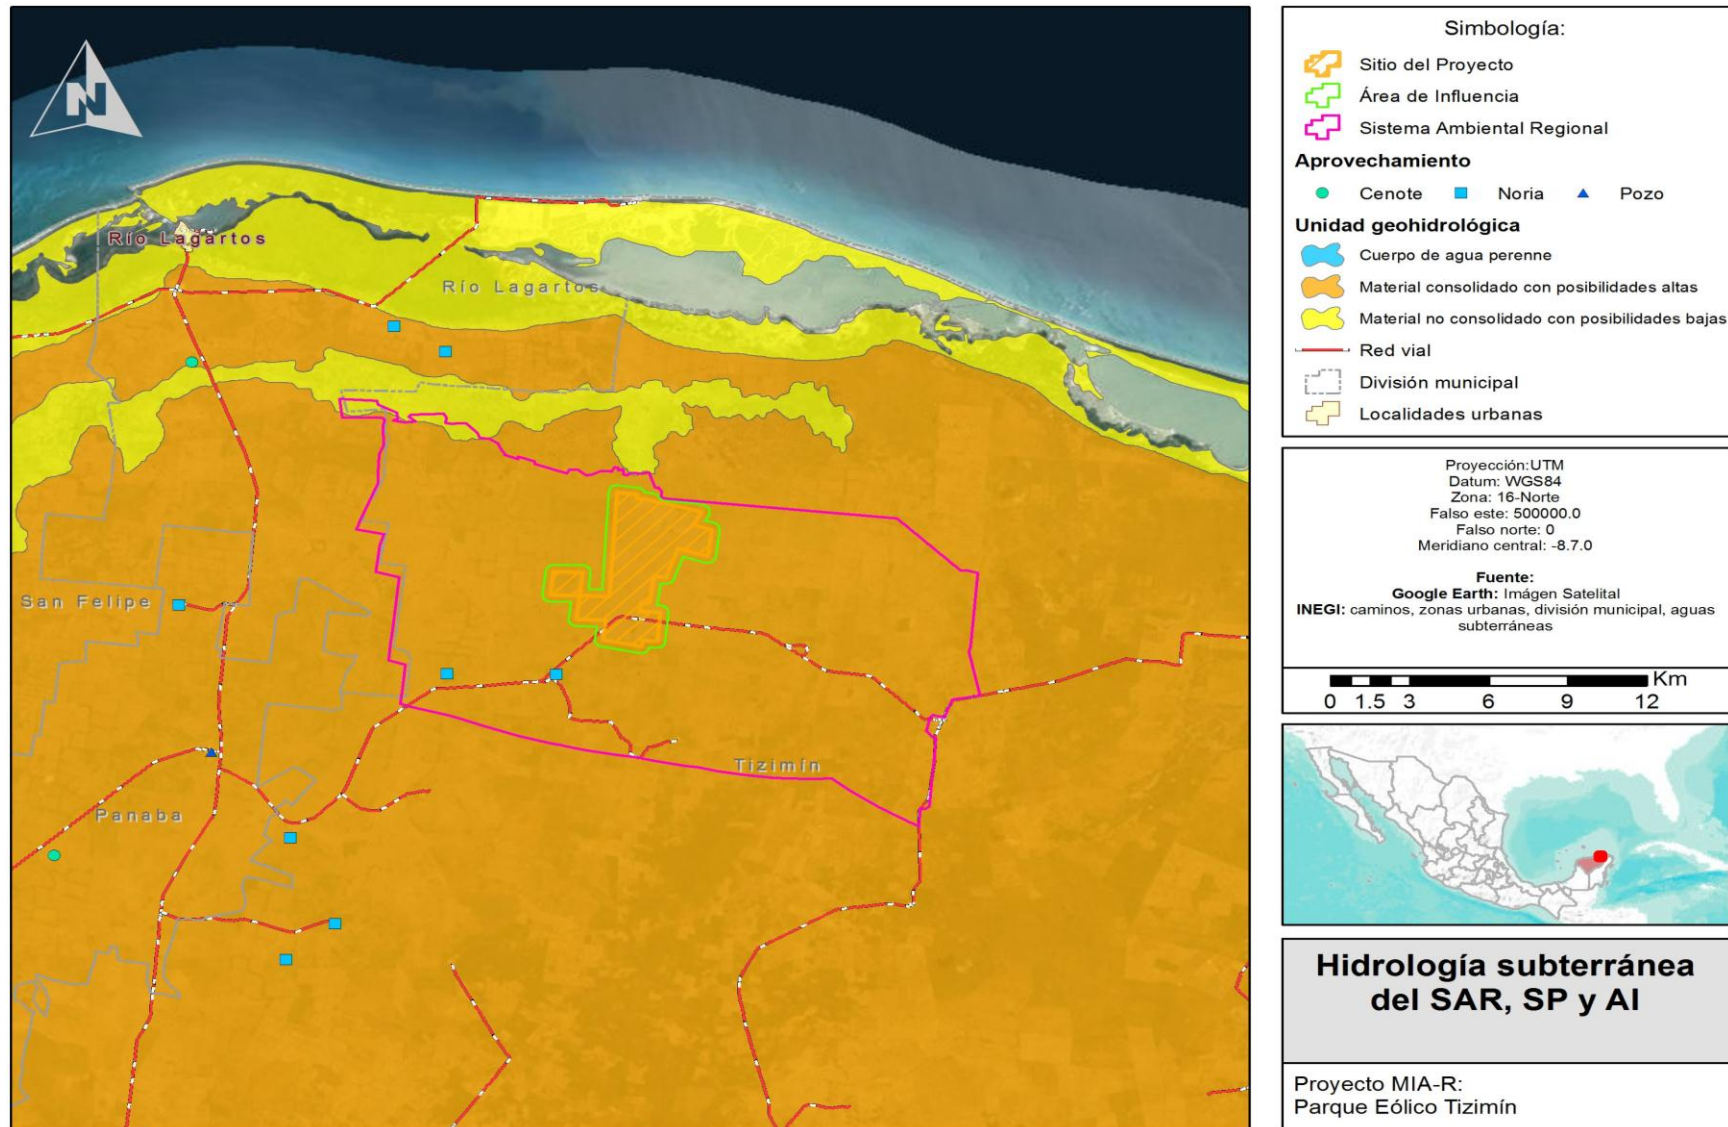 N
Río Lagartos
Río Lagartos
San Felipe
Tizimín
Panaba
Simbología:
Sitio del Proyecto
Área de Influencia
Sistema Ambiental Regional
Aprovechamiento
Cenote Noria Pozo
Unidad geohidrológica
Cuerpo de agua perenne
Material consolidado con posibilidades altas
Material no consolidado con posibilidades bajas
Red vial
División municipal
Localidades urbanas
Proyección:UTM
Datum: WGS84
Zona: 16-Norte
Falso este: 500000.0
Falso norte: 0
Meridiano central: -8.7.0
Fuente:
Google Earth: Imágen Satelital
INEGI: caminos, zonas urbanas, división municipal, aguas
subterráneas
Km
0 1.5 3 6 9 12
Hidrología subterránea
del SAR, SP y AI
Proyecto MIA-R:
Parque Eólico Tizimín